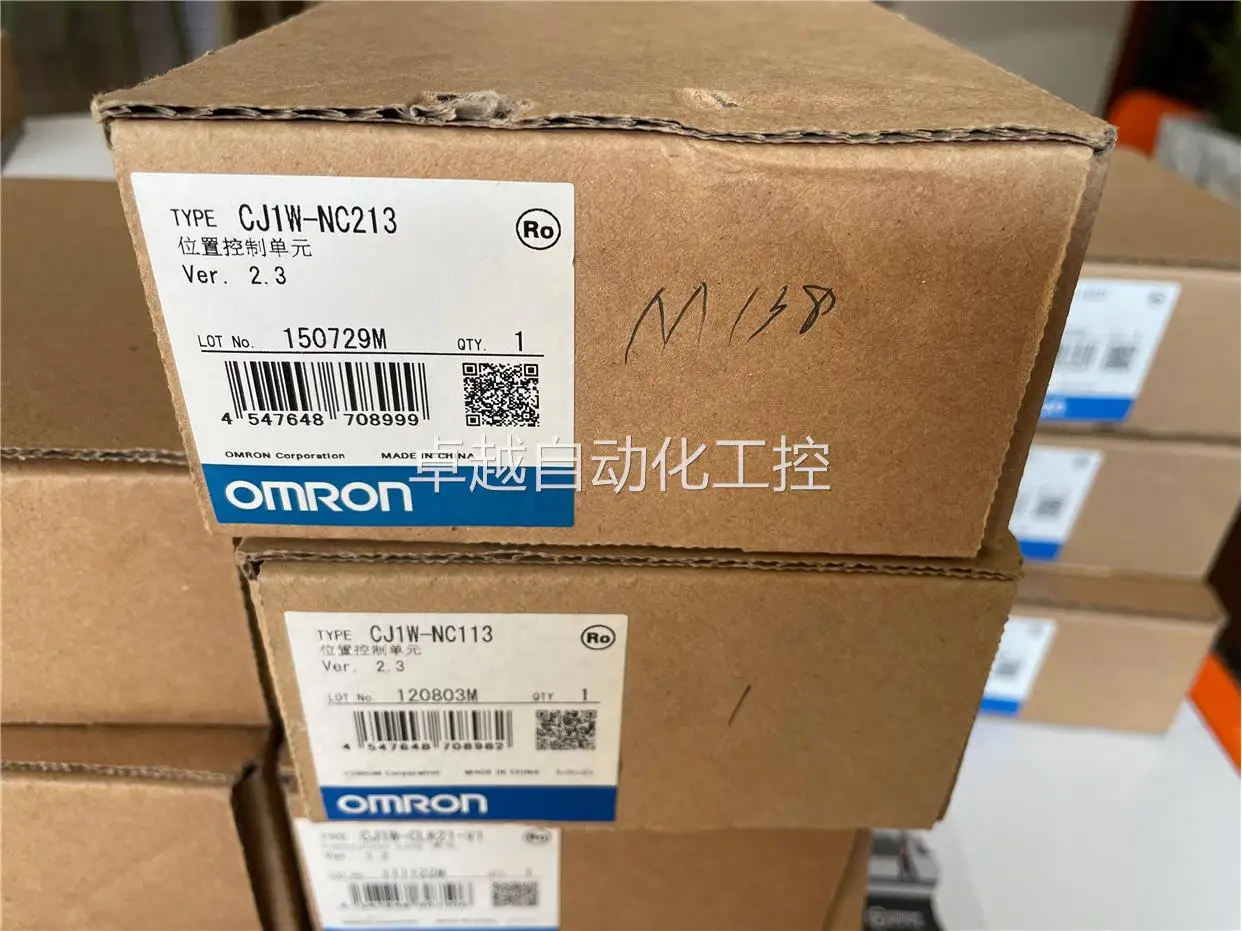 TYPE CJ1W-NC213
Ro
位置控制单元
Ver. 2.3
M138
LOT No. 150729M QTY. 1
4 547648 708999
OMRON Corporation MADE IN CHINA
卓越自动化工控
OMRON
TYPE CJ1W-NC113
Ro
位置控制单元
Ver. 2.3
LOT No. 120803M QTY 1
4 547648 708982
OMRON Corporation MADE IN CHINA
OMRON
Ro